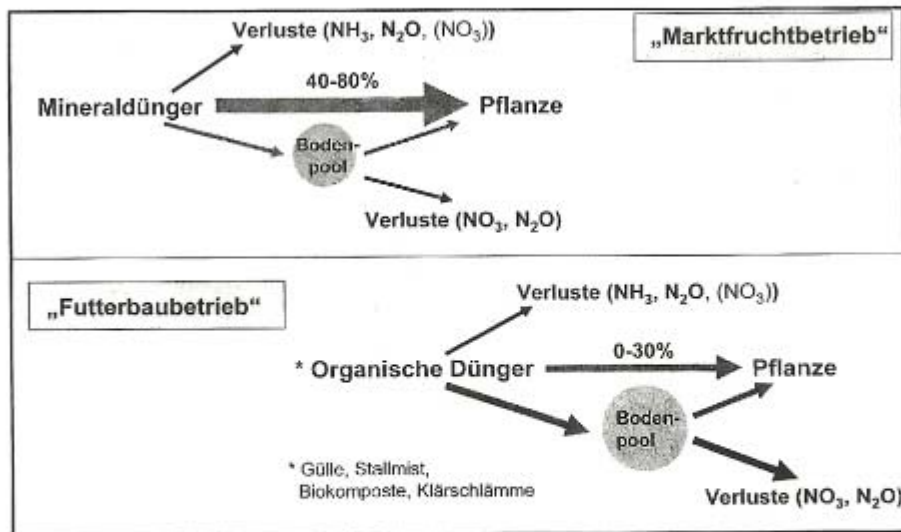 Verluste (NH₃, N₂O, (NO₃))
„Marktfruchtbetrieb“
40-80%
Mineraldünger
Pflanze
Boden-
pool
Verluste (NO₃, N₂O)
„Futterbaubetrieb“
Verluste (NH₃, N₂O, (NO₃))
0-30%
* Organische Dünger
Pflanze
Boden-
pool
* Gülle, Stallmist,
Biokomposte, Klärschlämme
Verluste (NO₃, N₂O)